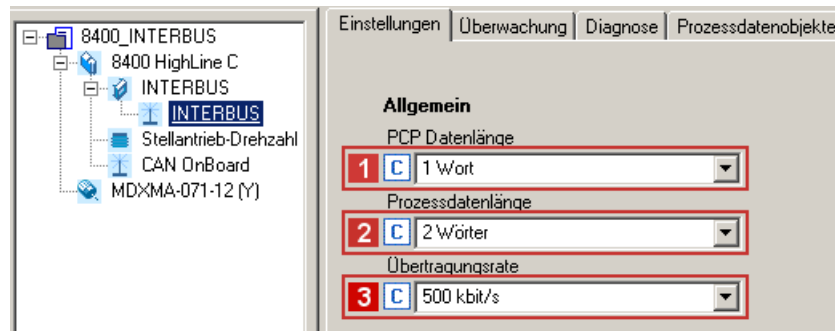 8400_INTERBUS
8400 HighLine C
INTERBUS
INTERBUS
Stellantrieb-Drehzahl
CAN OnBoard
MDXMA-071-12 (Y)
Einstellungen Überwachung Diagnose Prozessdatenobjekte
Allgemein
PCP Datenlänge
1 C 1 Wort
Prozessdatenlänge
2 C 2 Wörter
Übertragungsrate
3 C 500 kbit/s